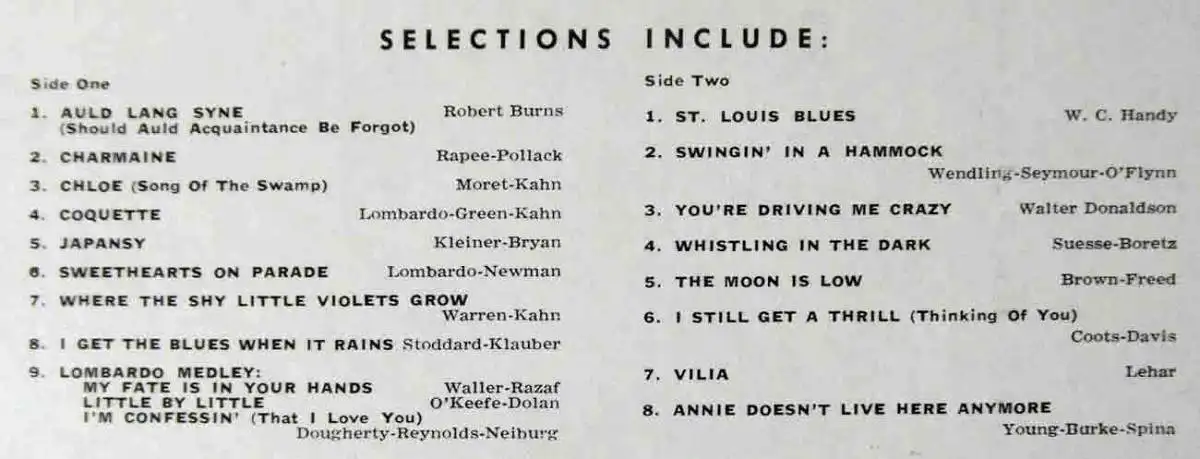 SELECTIONS INCLUDE:
Side One
1. AULD LANG SYNE Robert Burns
(Should Auld Acquaintance Be Forgot)
2. CHARMAINE Rapee-Pollack
3. CHLOE (Song Of The Swamp) Moret-Kahn
4. COQUETTE Lombardo-Green-Kahn
5. JAPANSY Kleiner-Bryan
6. SWEETHEARTS ON PARADE Lombardo-Newman
7. WHERE THE SHY LITTLE VIOLETS GROW
Warren-Kahn
8. I GET THE BLUES WHEN IT RAINS Stoddard-Klauber
9. LOMBARDO MEDLEY:
MY FATE IS IN YOUR HANDS Waller-Razaf
LITTLE BY LITTLE O'Keefe-Dolan
I'M CONFESSIN' (That I Love You)
Dougherty-Reynolds-Neiburg
Side Two
1. ST. LOUIS BLUES W. C. Handy
2. SWINGIN' IN A HAMMOCK
Wendling-Seymour-O'Flynn
3. YOU'RE DRIVING ME CRAZY Walter Donaldson
4. WHISTLING IN THE DARK Suesse-Boretz
5. THE MOON IS LOW Brown-Freed
6. I STILL GET A THRILL (Thinking Of You)
Coots-Davis
7. VILIA Lehar
8. ANNIE DOESN'T LIVE HERE ANYMORE
Young-Burke-Spina